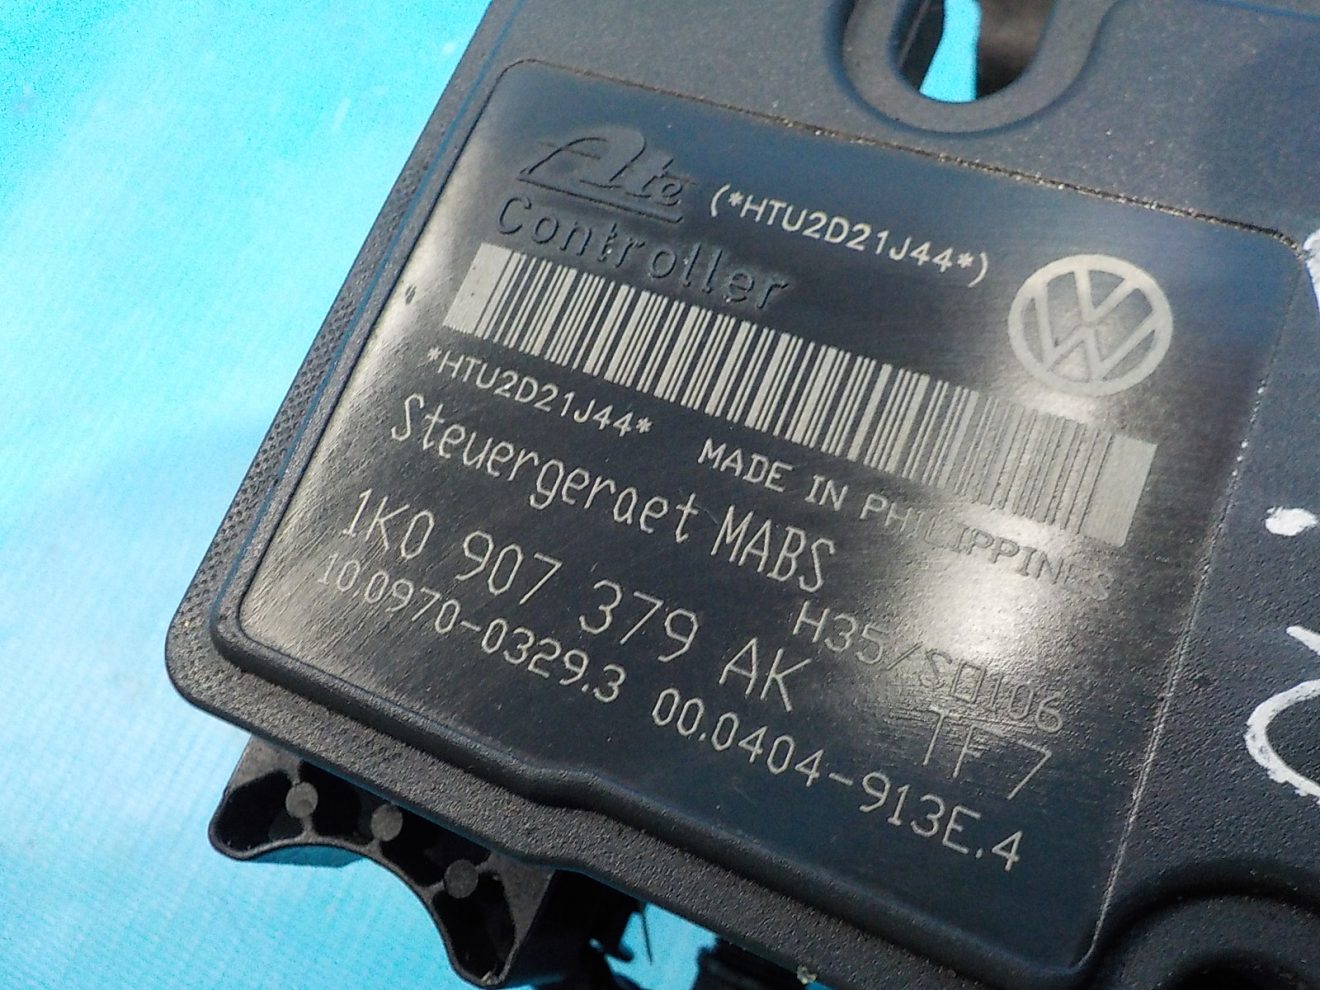 Ate (*HTU2D21J44*)
Controller
*HTU2D21J44* MADE IN PHILIPPINES
Steuergeraet MABS
H35/S0106
1K0 907 379 AK TF7
10.0970-0329.3 00.0404-913E.4